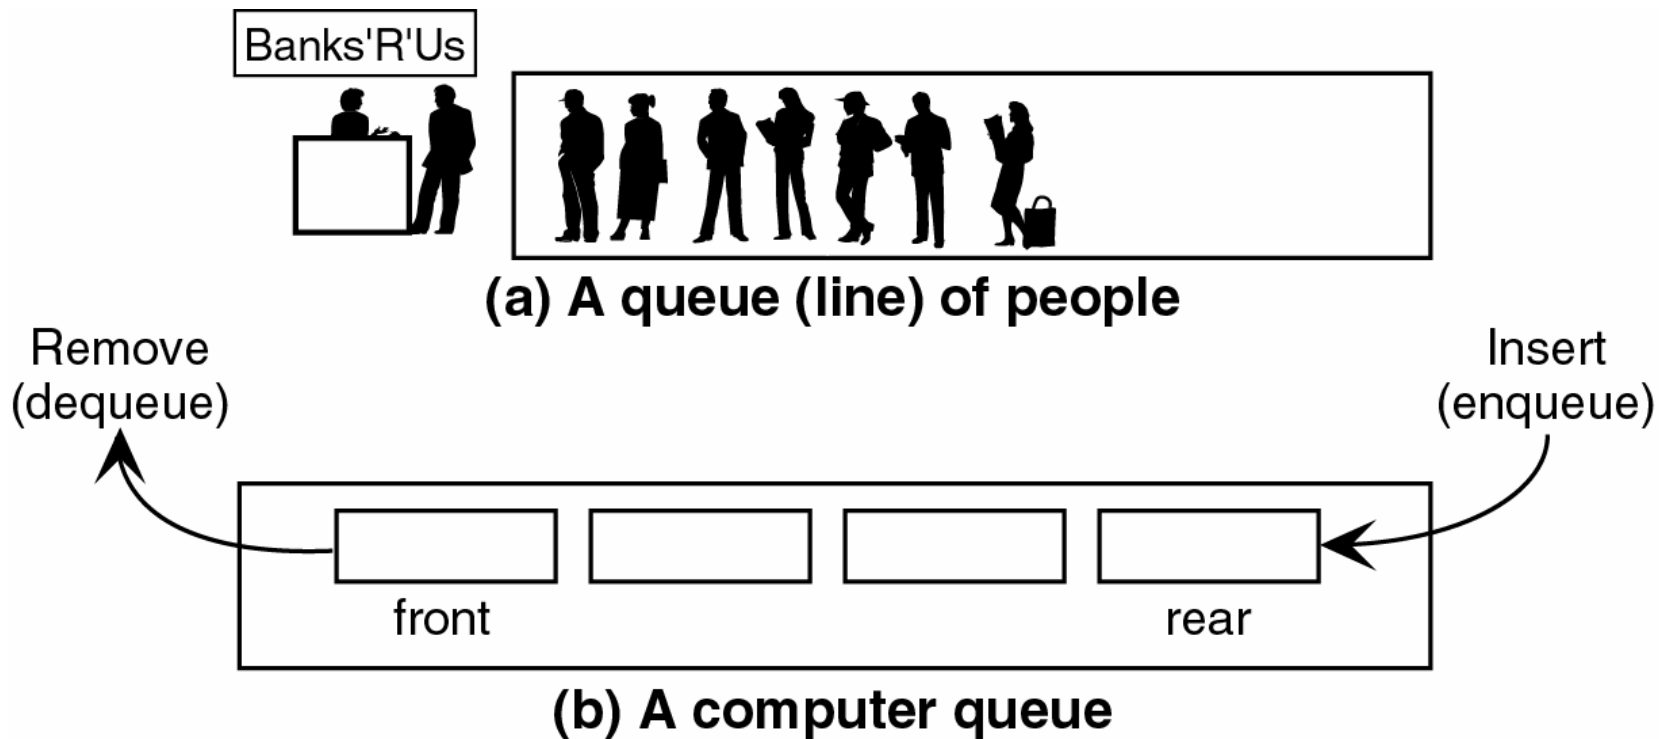 Banks'R'Us
(a) A queue (line) of people
Remove
(dequeue)
Insert
(enqueue)
front
rear
(b) A computer queue